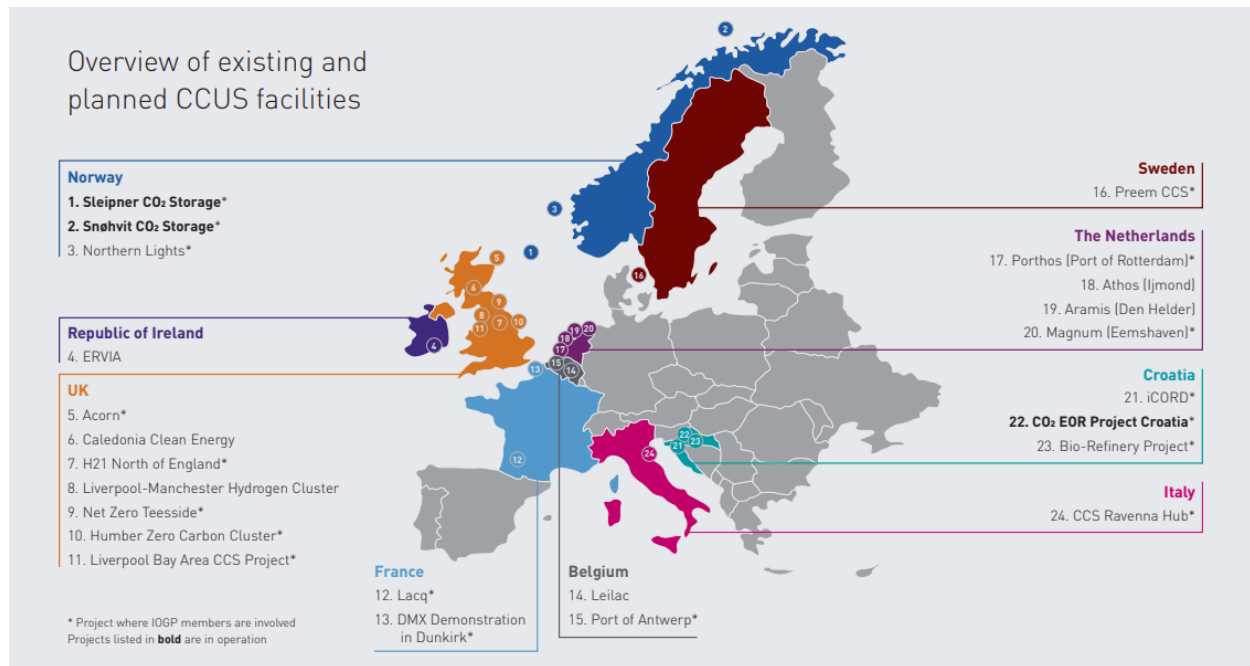 Overview of existing and
planned CCUS facilities
Norway
1. Sleipner CO₂ Storage*
2. Snøhvit CO₂ Storage*
3. Northern Lights*
Republic of Ireland
4. ERVIA
UK
5. Acorn*
6. Caledonia Clean Energy
7. H21 North of England*
8. Liverpool-Manchester Hydrogen Cluster
9. Net Zero Teesside*
10. Humber Zero Carbon Cluster*
11. Liverpool Bay Area CCS Project*
* Project where IOGP members are involved
Projects listed in bold are in operation
France
12. Lacq*
13. DMX Demonstration
in Dunkirk*
Belgium
14. Leilac
15. Port of Antwerp*
Sweden
16. Preem CCS*
The Netherlands
17. Porthos (Port of Rotterdam)*
18. Athos (Ijmond)
19. Aramis (Den Helder)
20. Magnum (Eemshaven)*
Croatia
21. iCORD*
22. CO₂ EOR Project Croatia*
23. Bio-Refinery Project*
Italy
24. CCS Ravenna Hub*
2
3
1
5
6
9
8
7
10
11
4
16
20
19
18
17
15
14
13
12
22
23
21
24